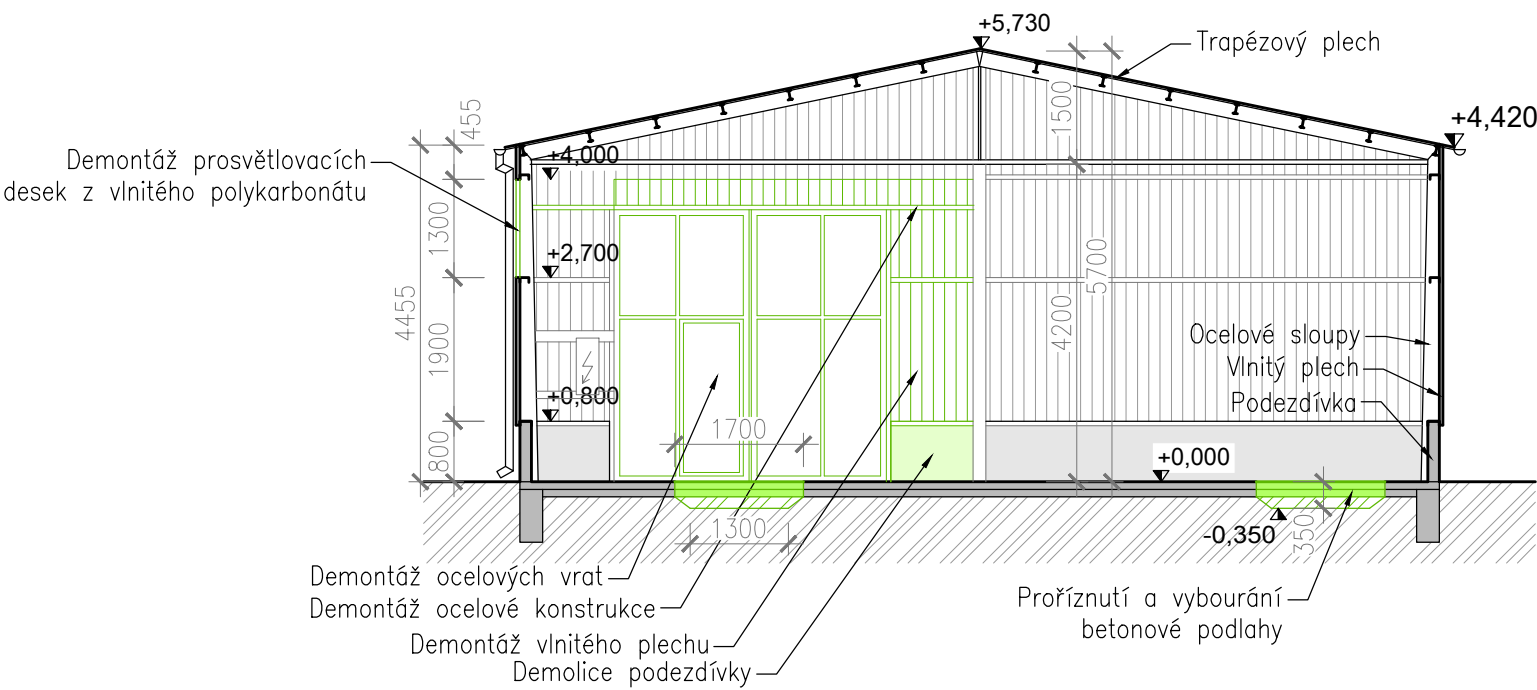 +5,730
Trapézový plech
+4,420
455
1500
Demontáž prosvětlovacích
desek z vlnitého polykarbonátu
+4,000
1300
+2,700
5700
4455
4200
1900
Ocelové sloupy
Vlnitý plech
Podezdívka
+0,800
1700
800
+0,000
1300
-0,350
350
Demontáž ocelových vrat
Demontáž ocelové konstrukce
Demontáž vlnitého plechu
Demolice podezdívky
Proříznutí a vybourání
betonové podlahy